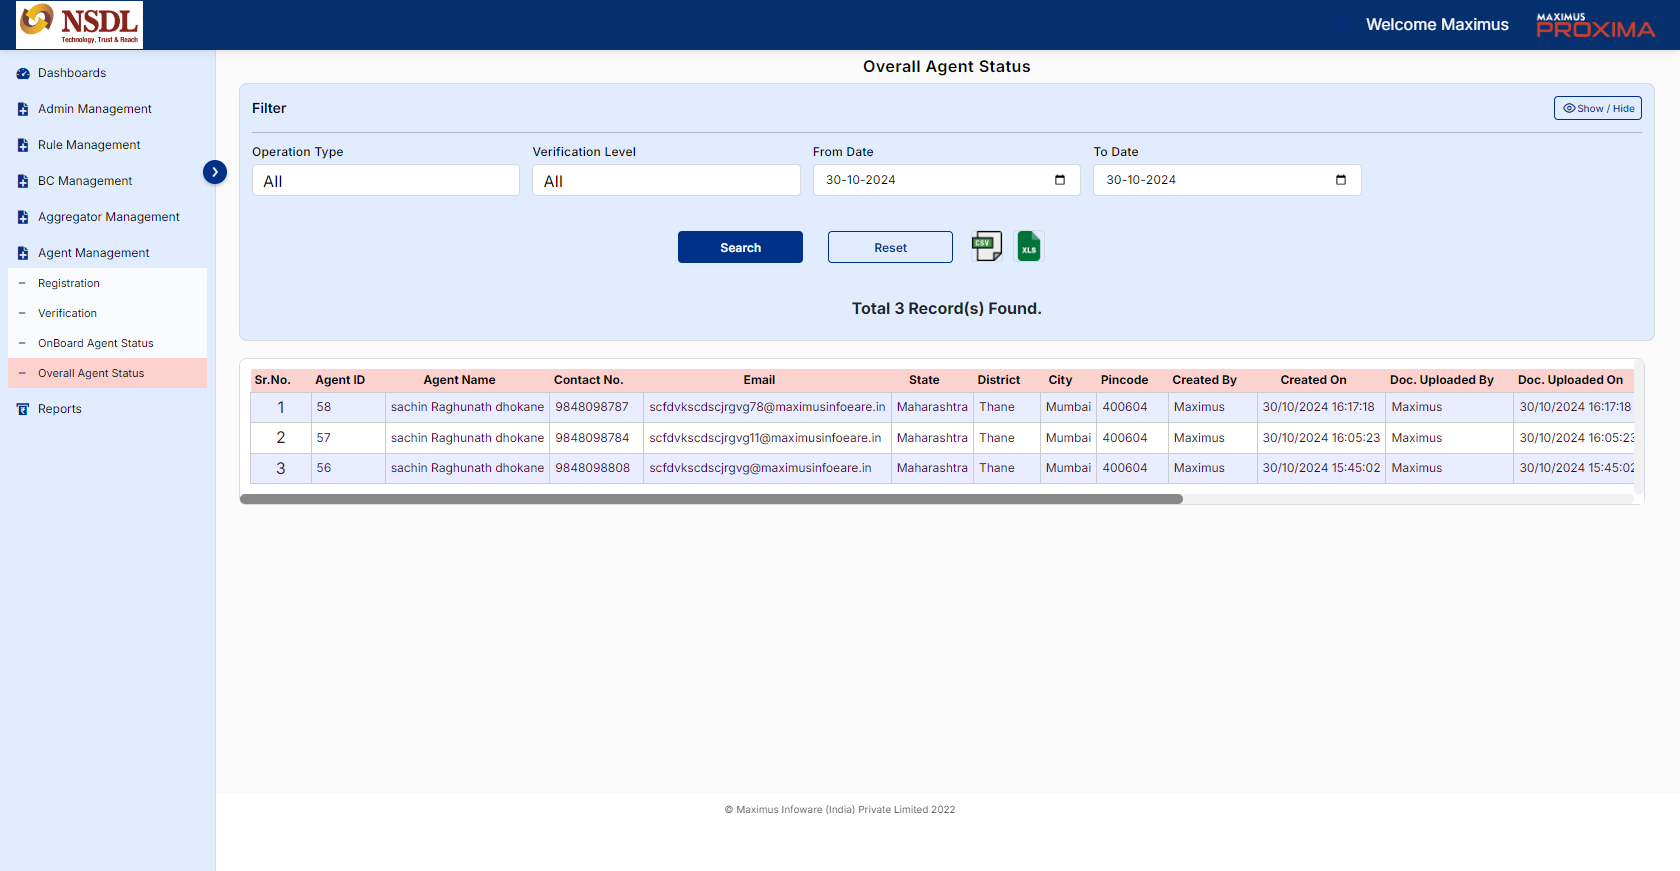 NSDL
Technology, Trust & Reach
Welcome Maximus
MAXIMUS
PROXIMA
Dashboards
Admin Management
Rule Management
BC Management
Aggregator Management
Agent Management
Registration
Verification
OnBoard Agent Status
Overall Agent Status
Reports
Overall Agent Status
Filter
Show / Hide
Operation Type Verification Level From Date To Date
All All 30-10-2024 30-10-2024
Search Reset CSV XLS
Total 3 Record(s) Found.
Sr.No. Agent ID Agent Name Contact No. Email State District City Pincode Created By Created On Doc. Uploaded By Doc. Uploaded On
1 58 sachin Raghunath dhokane 9848098787 scfdvkscdscjrgvg78@maximusinfoeare.in Maharashtra Thane Mumbai 400604 Maximus 30/10/2024 16:17:18 Maximus 30/10/2024 16:17:18
2 57 sachin Raghunath dhokane 9848098784 scfdvkscdscjrgvg11@maximusinfoeare.in Maharashtra Thane Mumbai 400604 Maximus 30/10/2024 16:05:23 Maximus 30/10/2024 16:05:23
3 56 sachin Raghunath dhokane 9848098808 scfdvkscdscjrgvg@maximusinfoeare.in Maharashtra Thane Mumbai 400604 Maximus 30/10/2024 15:45:02 Maximus 30/10/2024 15:45:02
© Maximus Infoware (India) Private Limited 2022